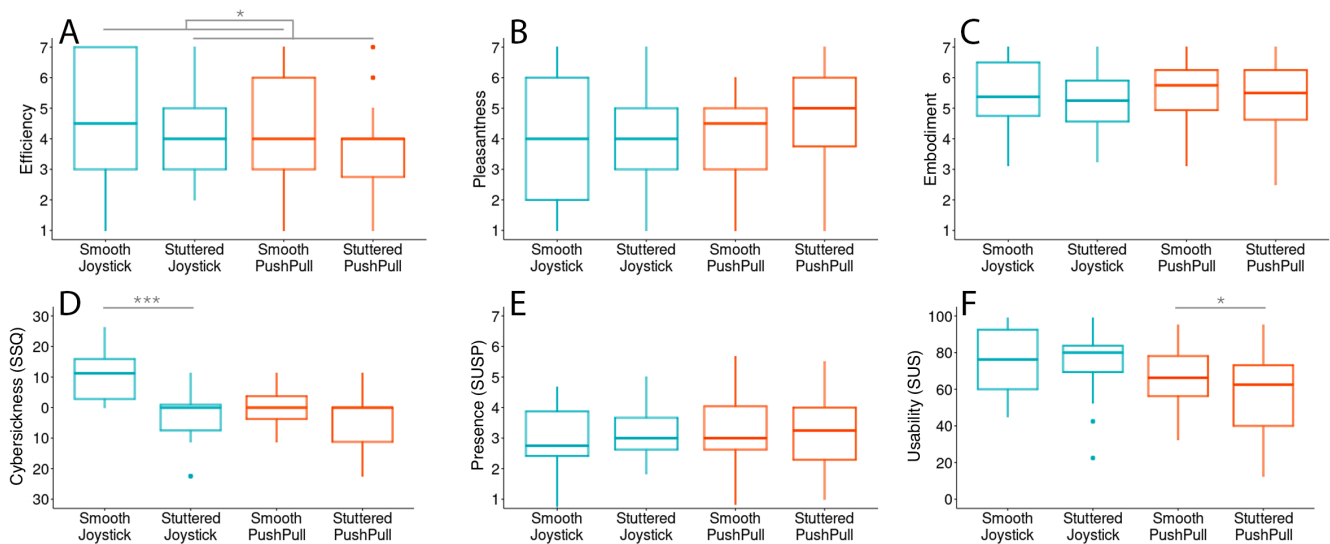 A
*
Efficiency
7
6
5
4
3
2
1
Smooth Joystick
Stuttered Joystick
Smooth PushPull
Stuttered PushPull
B
Pleasantness
7
6
5
4
3
2
1
Smooth Joystick
Stuttered Joystick
Smooth PushPull
Stuttered PushPull
C
Embodiment
7
6
5
4
3
2
1
Smooth Joystick
Stuttered Joystick
Smooth PushPull
Stuttered PushPull
D
***
Cybersickness (SSQ)
30
20
10
0
10
20
30
Smooth Joystick
Stuttered Joystick
Smooth PushPull
Stuttered PushPull
E
Presence (SUSP)
7
6
5
4
3
2
1
Smooth Joystick
Stuttered Joystick
Smooth PushPull
Stuttered PushPull
F
*
Usability (SUS)
100
80
60
40
20
0
Smooth Joystick
Stuttered Joystick
Smooth PushPull
Stuttered PushPull